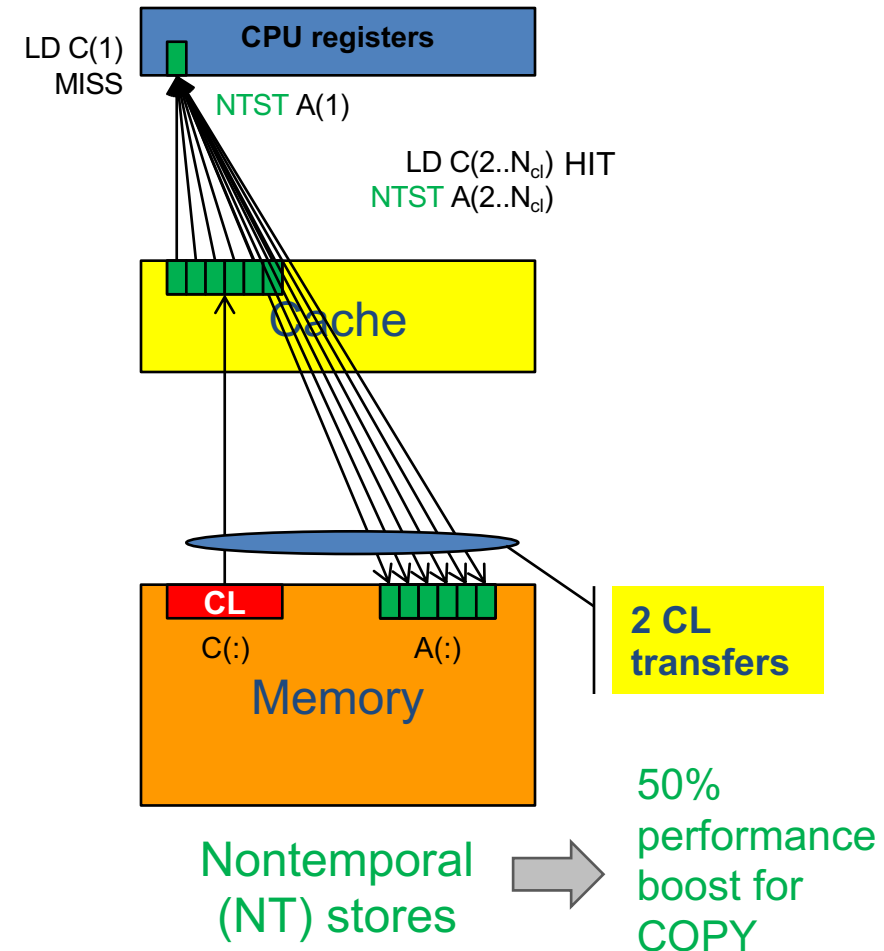 CPU registers
LD C(1)
MISS
NTST A(1)
LD C(2..Ncl) HIT
NTST A(2..Ncl)
Cache
CL
C(:)
A(:)
Memory
2 CL
transfers
Nontemporal
(NT) stores
50%
performance
boost for
COPY